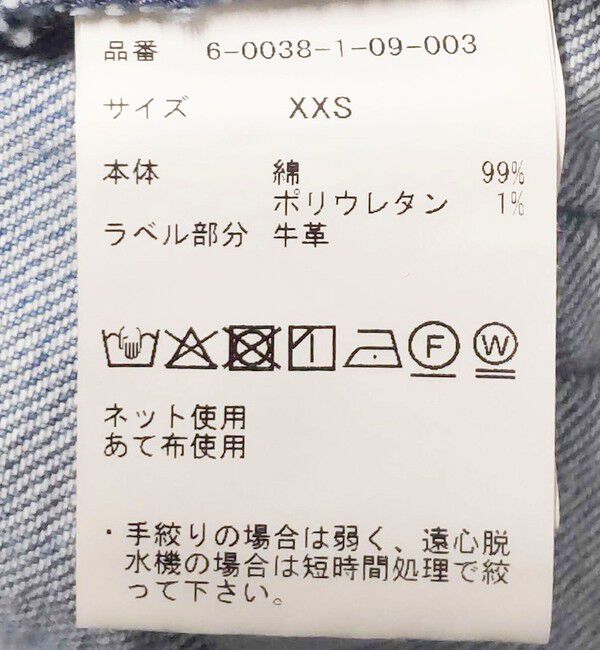 品番 6-0038-1-09-003
サイズ XXS
本体 綿 99%
ポリウレタン 1%
ラベル部分 牛革
F W
ネット使用
あて布使用
・手絞りの場合は弱く、遠心脱
水機の場合は短時間処理で絞
って下さい。